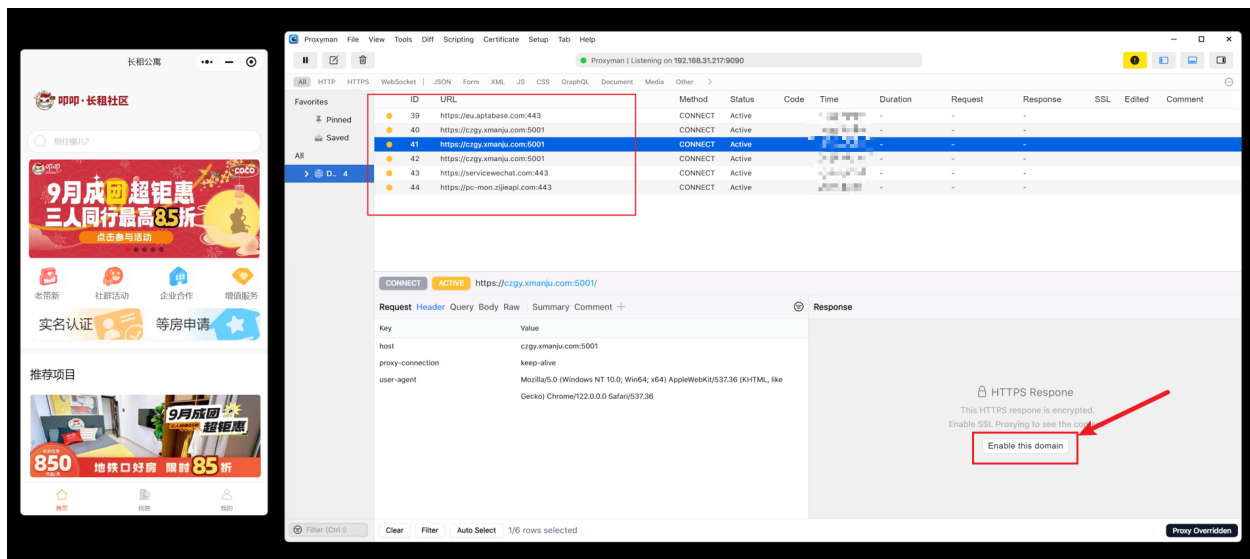 长租公寓
叩叩·长租社区
想住哪儿?
叩叩
coco
9月成团超钜惠
三人同行最高85折
点击参与活动
老带新
社群活动
企业合作
增值服务
实名认证
等房申请
推荐项目
9月成团
超钜惠
850
地铁口好房 限时85折
首页
找房
我的
Proxyman File View Tools Diff Scripting Certificate Setup Tab Help
Proxyman | Listening on 192.168.31.217:9090
All HTTP HTTPS WebSocket JSON Form XML JS CSS GraphQL Document Media Other
Favorites
Pinned
Saved
All
D.. 4
Filter (Ctrl
ID URL Method Status Code Time Duration Request Response SSL Edited Comment
39 https://eu.aptabase.com:443 CONNECT Active - - -
40 https://czgy.xmanju.com:5001 CONNECT Active - - -
41 https://czgy.xmanju.com:5001 CONNECT Active - - -
42 https://czgy.xmanju.com:5001 CONNECT Active - - -
43 https://servicewechat.com:443 CONNECT Active - - -
44 https://pc-mon.zijieapi.com:443 CONNECT Active - - -
CONNECT ACTIVE https://czgy.xmanju.com:5001/
Request Header Query Body Raw Summary Comment +
Key Value
host czgy.xmanju.com:5001
proxy-connection keep-alive
user-agent Mozilla/5.0 (Windows NT 10.0; Win64; x64) AppleWebKit/537.36 (KHTML, like
Gecko) Chrome/122.0.0.0 Safari/537.36
Response
HTTPS Respone
This HTTPS respone is encrypted.
Enable SSL Proxying to see the
Enable this domain
Clear Filter Auto Select 1/6 rows selected
Proxy Overridden